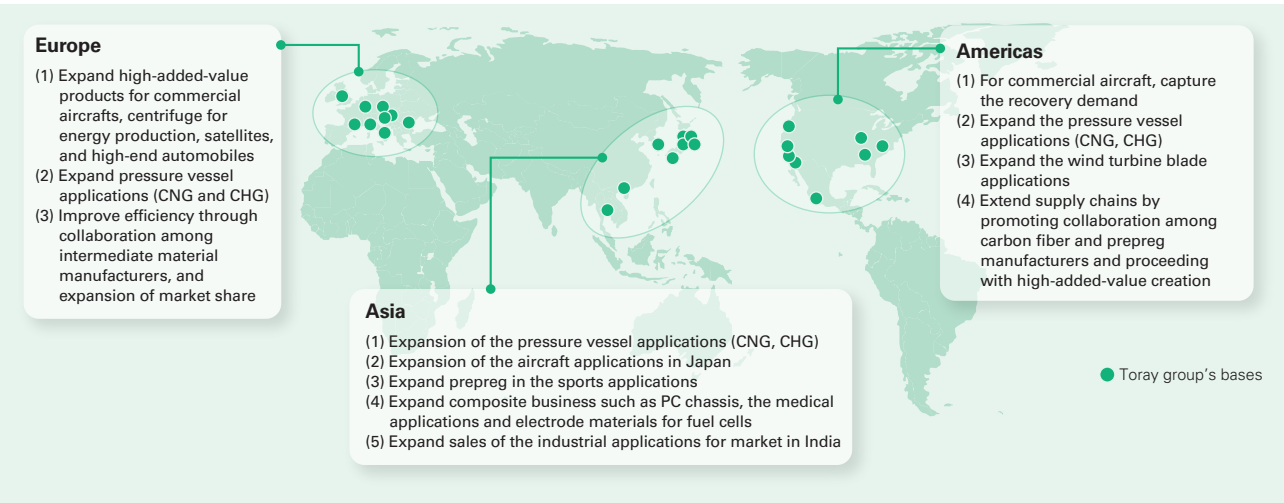 Europe
(1) Expand high-added-value
products for commercial
aircrafts, centrifuge for
energy production, satellites,
and high-end automobiles
(2) Expand pressure vessel
applications (CNG and CHG)
(3) Improve efficiency through
collaboration among
intermediate material
manufacturers, and
expansion of market share
Asia
(1) Expansion of the pressure vessel applications (CNG, CHG)
(2) Expansion of the aircraft applications in Japan
(3) Expand prepreg in the sports applications
(4) Expand composite business such as PC chassis, the medical
applications and electrode materials for fuel cells
(5) Expand sales of the industrial applications for market in India
Americas
(1) For commercial aircraft, capture
the recovery demand
(2) Expand the pressure vessel
applications (CNG, CHG)
(3) Expand the wind turbine blade
applications
(4) Extend supply chains by
promoting collaboration among
carbon fiber and prepreg
manufacturers and proceeding
with high-added-value creation
Toray group's bases